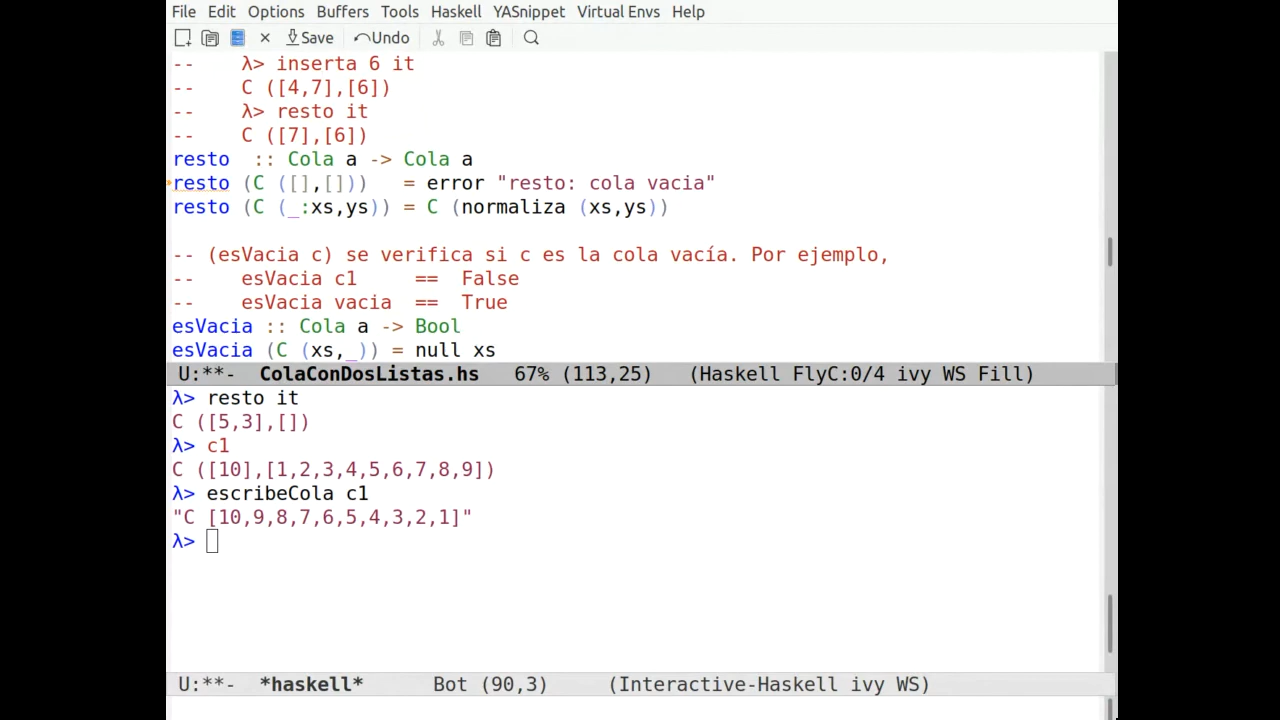 File Edit Options Buffers Tools Haskell YASnippet Virtual Envs Help
Save Undo
--    λ> inserta 6 it
--    C ([4,7],[6])
--    λ> resto it
--    C ([7],[6])
resto  :: Cola a -> Cola a
resto (C ([],[]))   = error "resto: cola vacia"
resto (C (_:xs,ys)) = C (normaliza (xs,ys))
-- (esVacia c) se verifica si c es la cola vacía. Por ejemplo,
--    esVacia c1     ==  False
--    esVacia vacia  ==  True
esVacia :: Cola a -> Bool
esVacia (C (xs,_)) = null xs
U:**-  ColaConDosListas.hs   67% (113,25)   (Haskell FlyC:0/4 ivy WS Fill)
λ> resto it
C ([5,3],[])
λ> c1
C ([10],[1,2,3,4,5,6,7,8,9])
λ> escribeCola c1
"C [10,9,8,7,6,5,4,3,2,1]"
λ>
U:**-  *haskell*      Bot (90,3)     (Interactive-Haskell ivy WS)